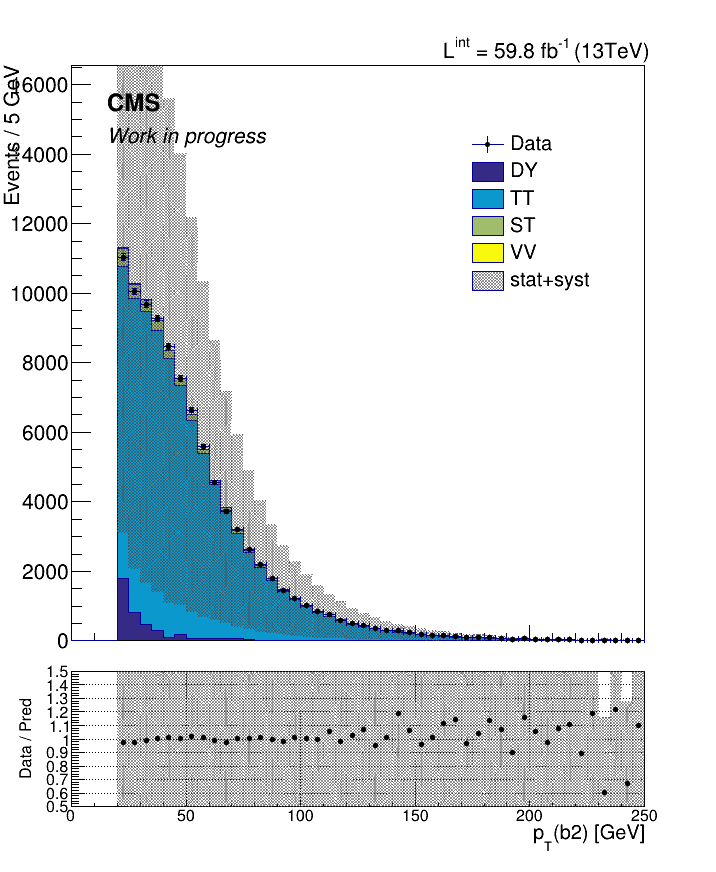 L^int = 59.8 fb^-1 (13TeV)
Events / 5 GeV
16000
14000
12000
10000
8000
6000
4000
2000
0
CMS
Work in progress
Data
DY
TT
ST
VV
stat+syst
Data / Pred
1.5
1.4
1.3
1.2
1.1
1
0.9
0.8
0.7
0.6
0.5
0 50 100 150 200 250
p_T(b2) [GeV]